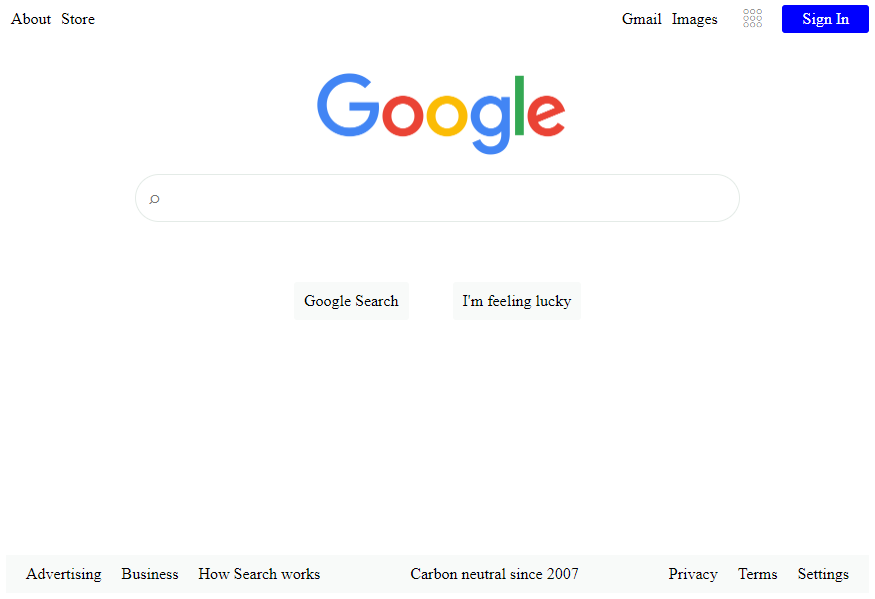 About Store Gmail Images Sign In
Google
Google Search I'm feeling lucky
Advertising Business How Search works Carbon neutral since 2007 Privacy Terms Settings